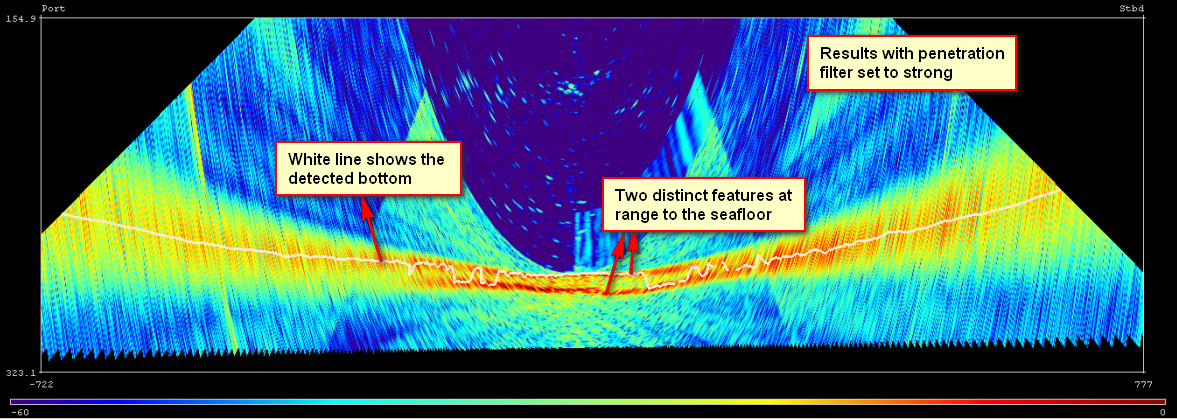 Port
Stbd
154.9
Results with penetration
filter set to strong
White line shows the
detected bottom
Two distinct features at
range to the seafloor
323.1
-722
777
-60
0